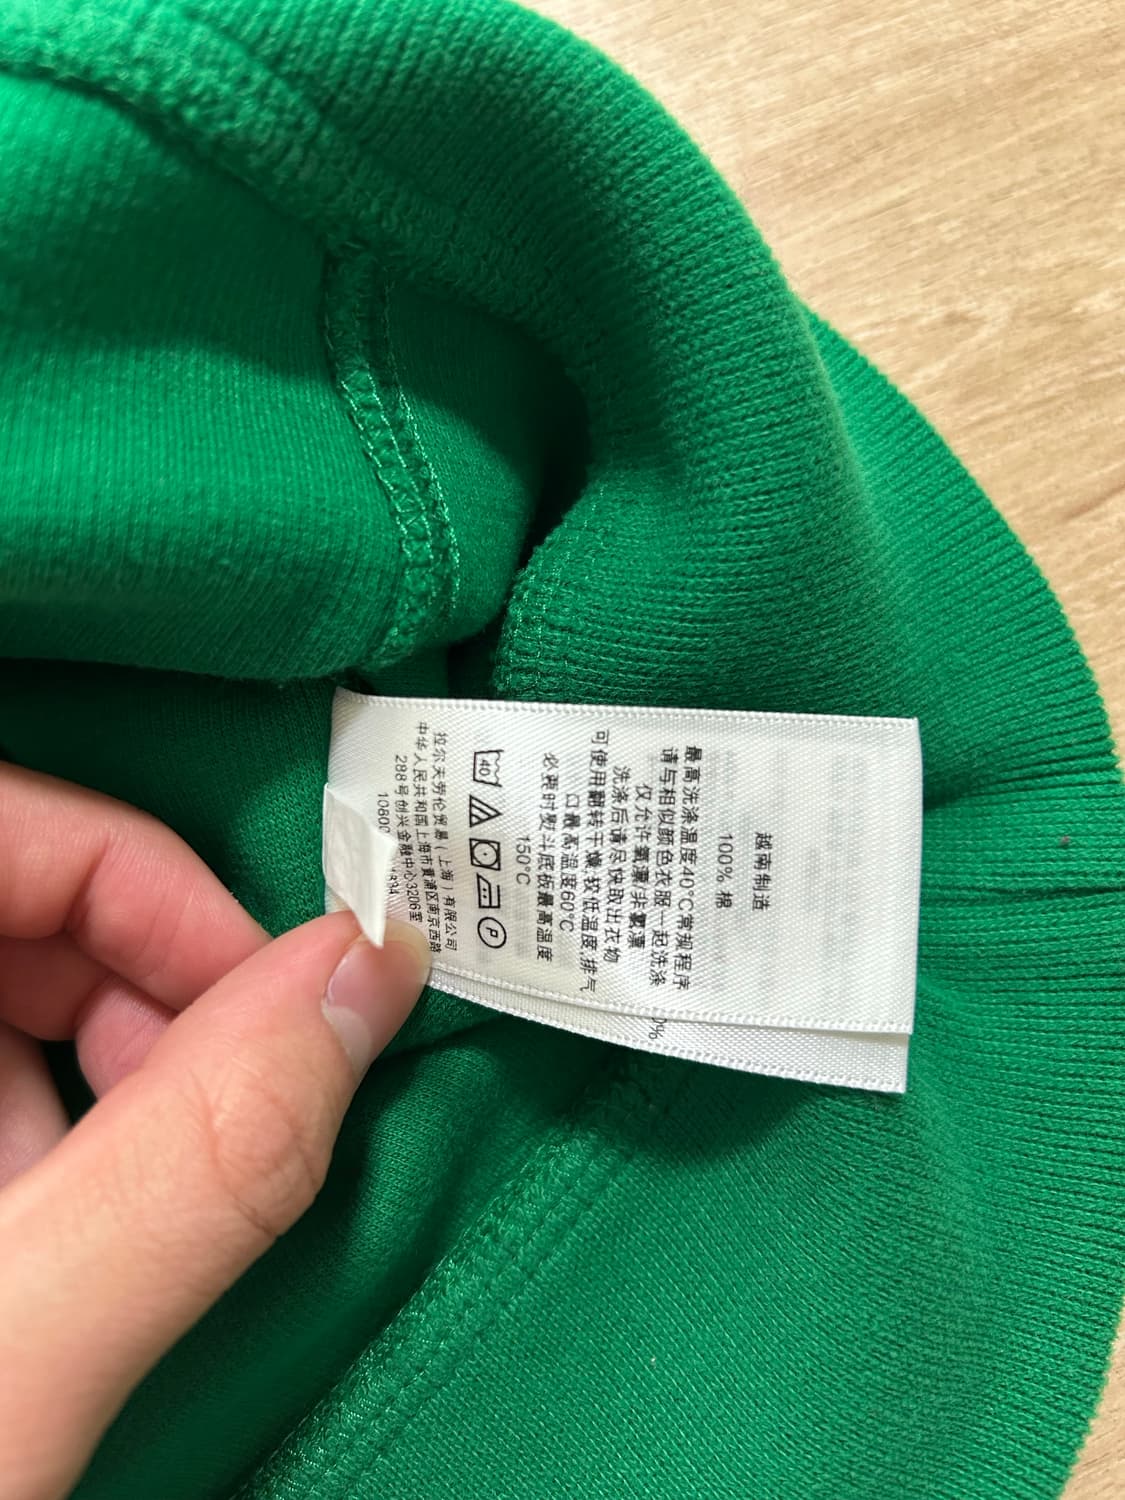 越南制造
100% 棉
最高洗涤温度40°C常规程序
请与相似颜色衣服一起洗涤
仅允许氧漂/非氯漂
洗涤后请尽快取出衣物
可使用翻转干燥,较低温度,排气
口最高温度60°C
必要时熨斗底板最高温度
150°C
40 P
拉尔夫劳伦贸易(上海)有限公司
中华人民共和国上海市黄浦区南京西路
288号创兴金融中心3206室
0%